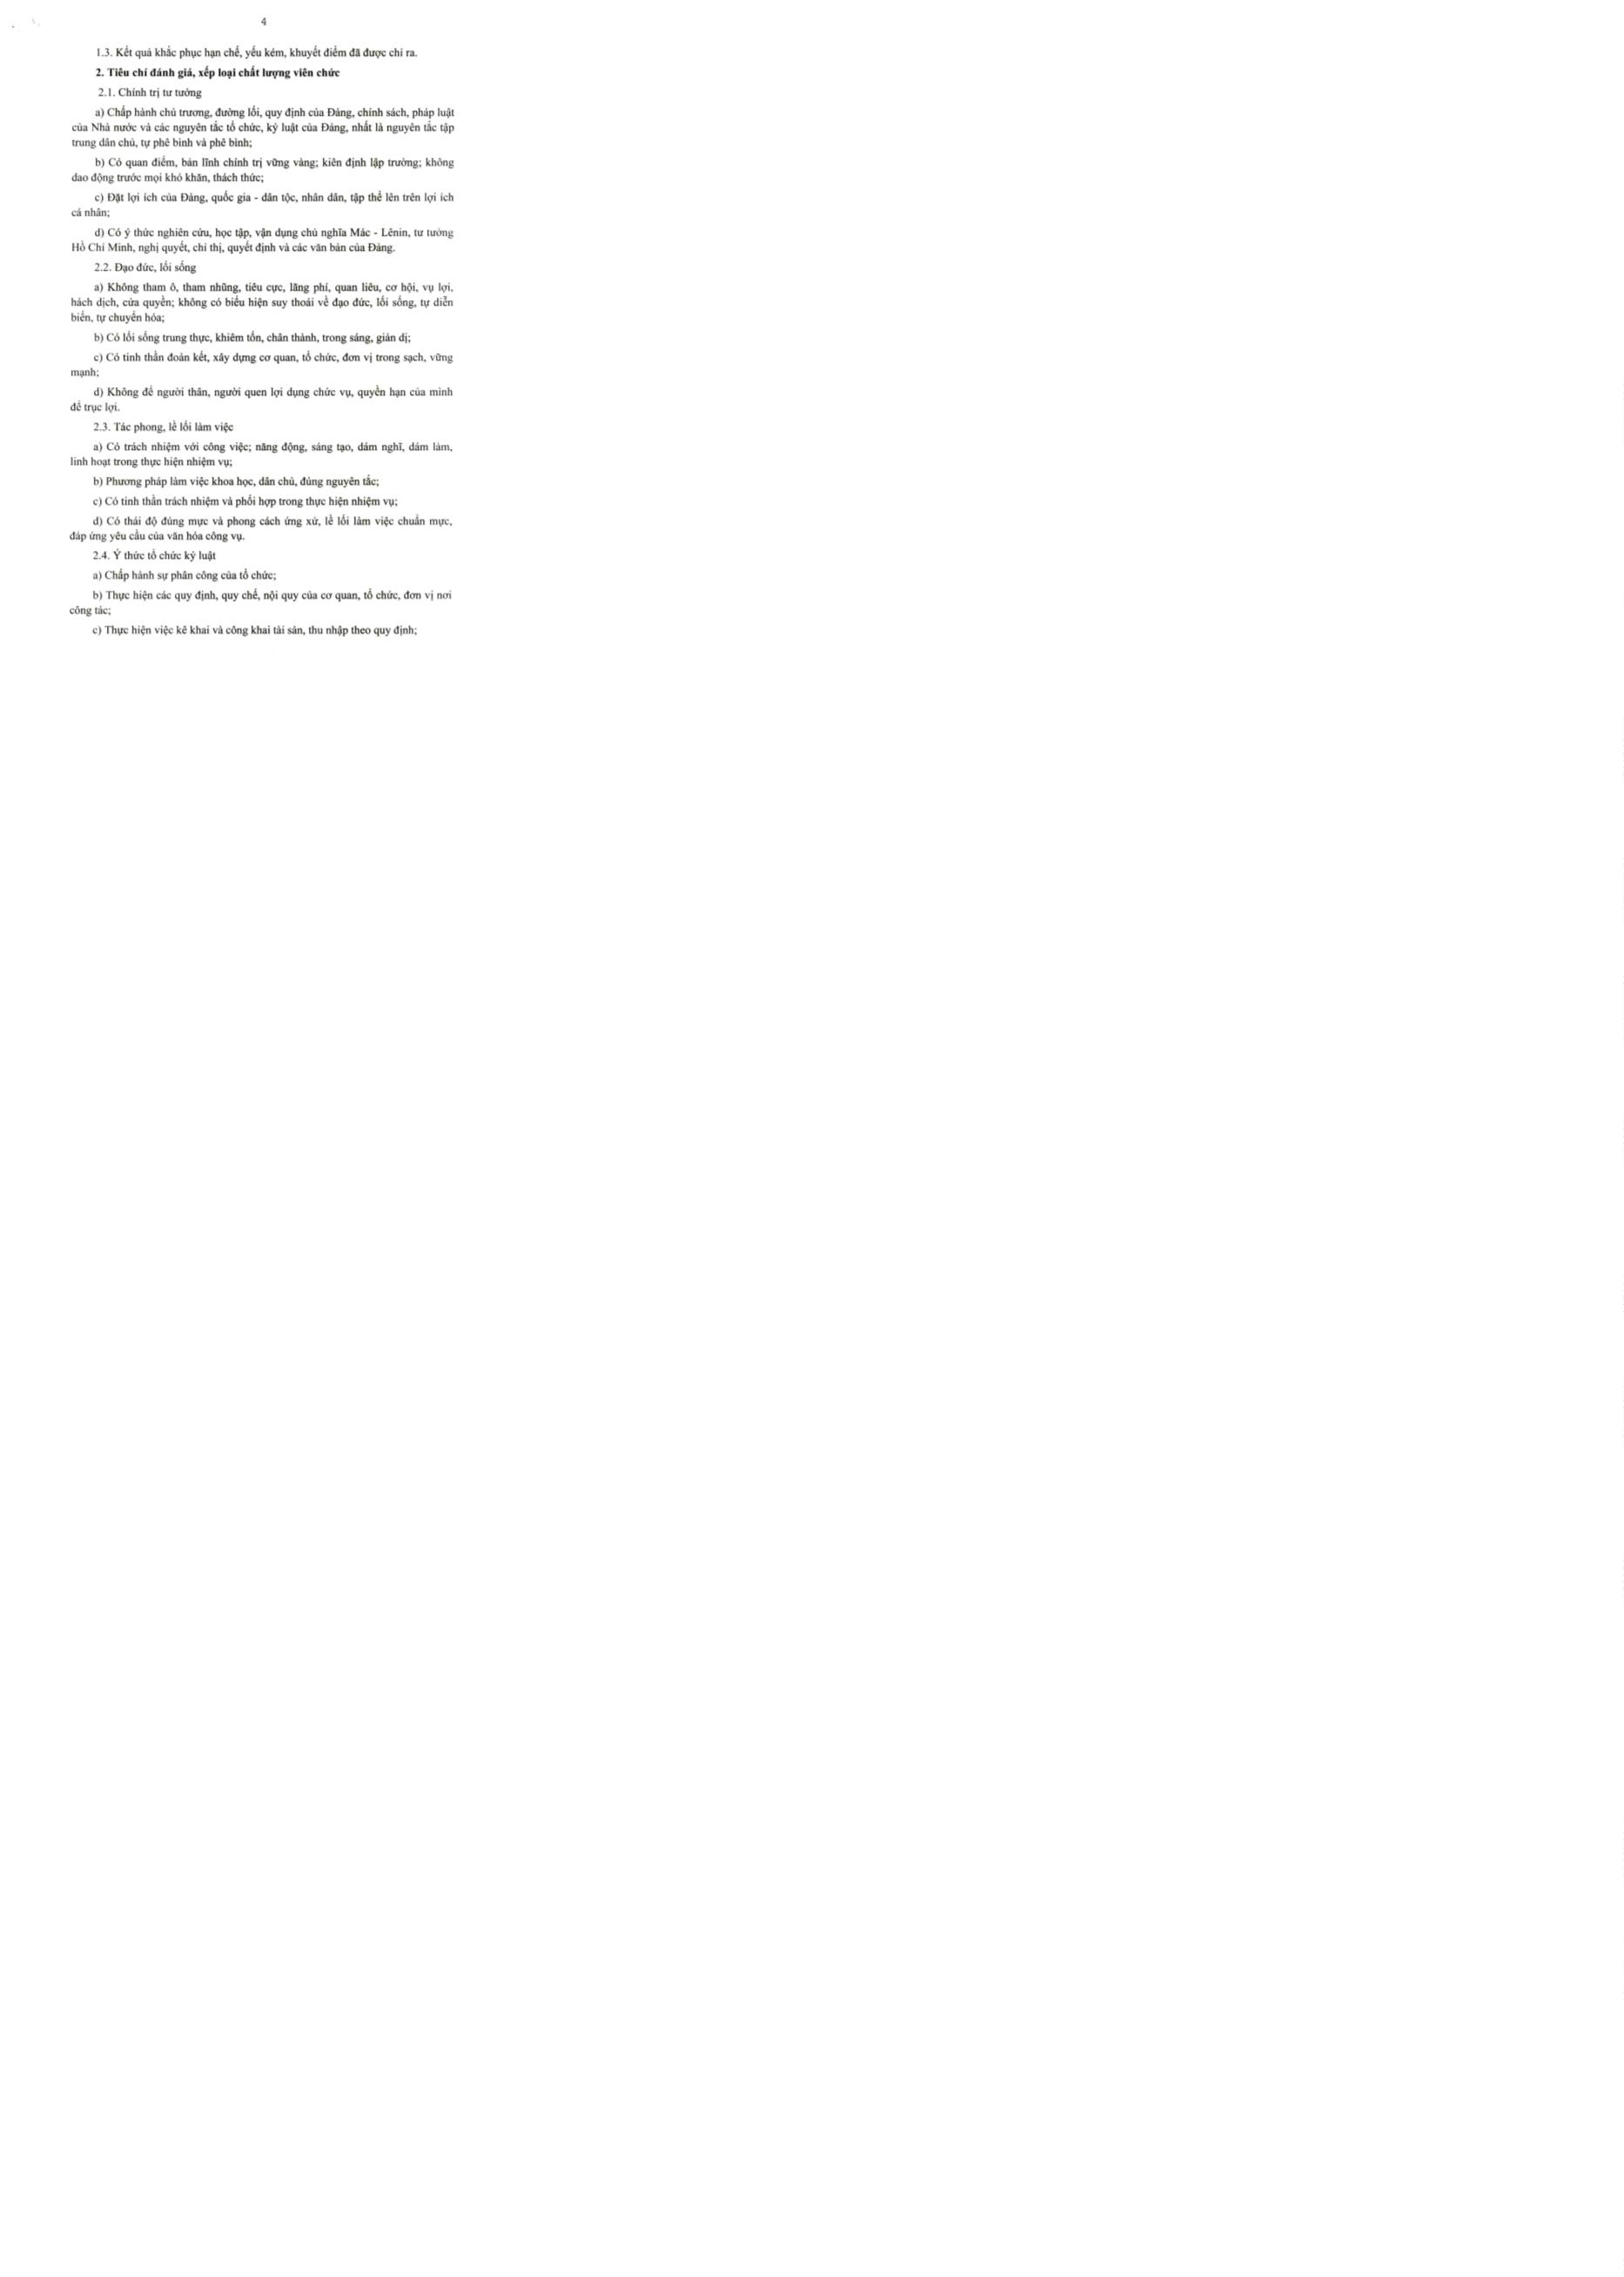 4
1.3. Kết quả khắc phục hạn chế, yếu kém, khuyết điểm đã được chỉ ra.
2. Tiêu chí đánh giá, xếp loại chất lượng viên chức
2.1. Chính trị tư tưởng
a) Chấp hành chủ trương, đường lối, quy định của Đảng, chính sách, pháp luật
của Nhà nước và các nguyên tắc tổ chức, kỷ luật của Đảng, nhất là nguyên tắc tập
trung dân chủ, tự phê bình và phê bình;
b) Có quan điểm, bản lĩnh chính trị vững vàng; kiên định lập trường; không
dao động trước mọi khó khăn, thách thức;
c) Đặt lợi ích của Đảng, quốc gia - dân tộc, nhân dân, tập thể lên trên lợi ích
cá nhân;
d) Có ý thức nghiên cứu, học tập, vận dụng chủ nghĩa Mác - Lênin, tư tưởng
Hồ Chí Minh, nghị quyết, chỉ thị, quyết định và các văn bản của Đảng.
2.2. Đạo đức, lối sống
a) Không tham ô, tham nhũng, tiêu cực, lãng phí, quan liêu, cơ hội, vụ lợi,
hách dịch, cửa quyền; không có biểu hiện suy thoái về đạo đức, lối sống, tự diễn
biến, tự chuyển hóa;
b) Có lối sống trung thực, khiêm tốn, chân thành, trong sáng, giản dị;
c) Có tinh thần đoàn kết, xây dựng cơ quan, tổ chức, đơn vị trong sạch, vững
mạnh;
d) Không để người thân, người quen lợi dụng chức vụ, quyền hạn của mình
để trục lợi.
2.3. Tác phong, lề lối làm việc
a) Có trách nhiệm với công việc; năng động, sáng tạo, dám nghĩ, dám làm,
linh hoạt trong thực hiện nhiệm vụ;
b) Phương pháp làm việc khoa học, dân chủ, đúng nguyên tắc;
c) Có tinh thần trách nhiệm và phối hợp trong thực hiện nhiệm vụ;
d) Có thái độ đúng mực và phong cách ứng xử, lề lối làm việc chuẩn mực,
đáp ứng yêu cầu của văn hóa công vụ.
2.4. Ý thức tổ chức kỷ luật
a) Chấp hành sự phân công của tổ chức;
b) Thực hiện các quy định, quy chế, nội quy của cơ quan, tổ chức, đơn vị nơi
công tác;
c) Thực hiện việc kê khai và công khai tài sản, thu nhập theo quy định;